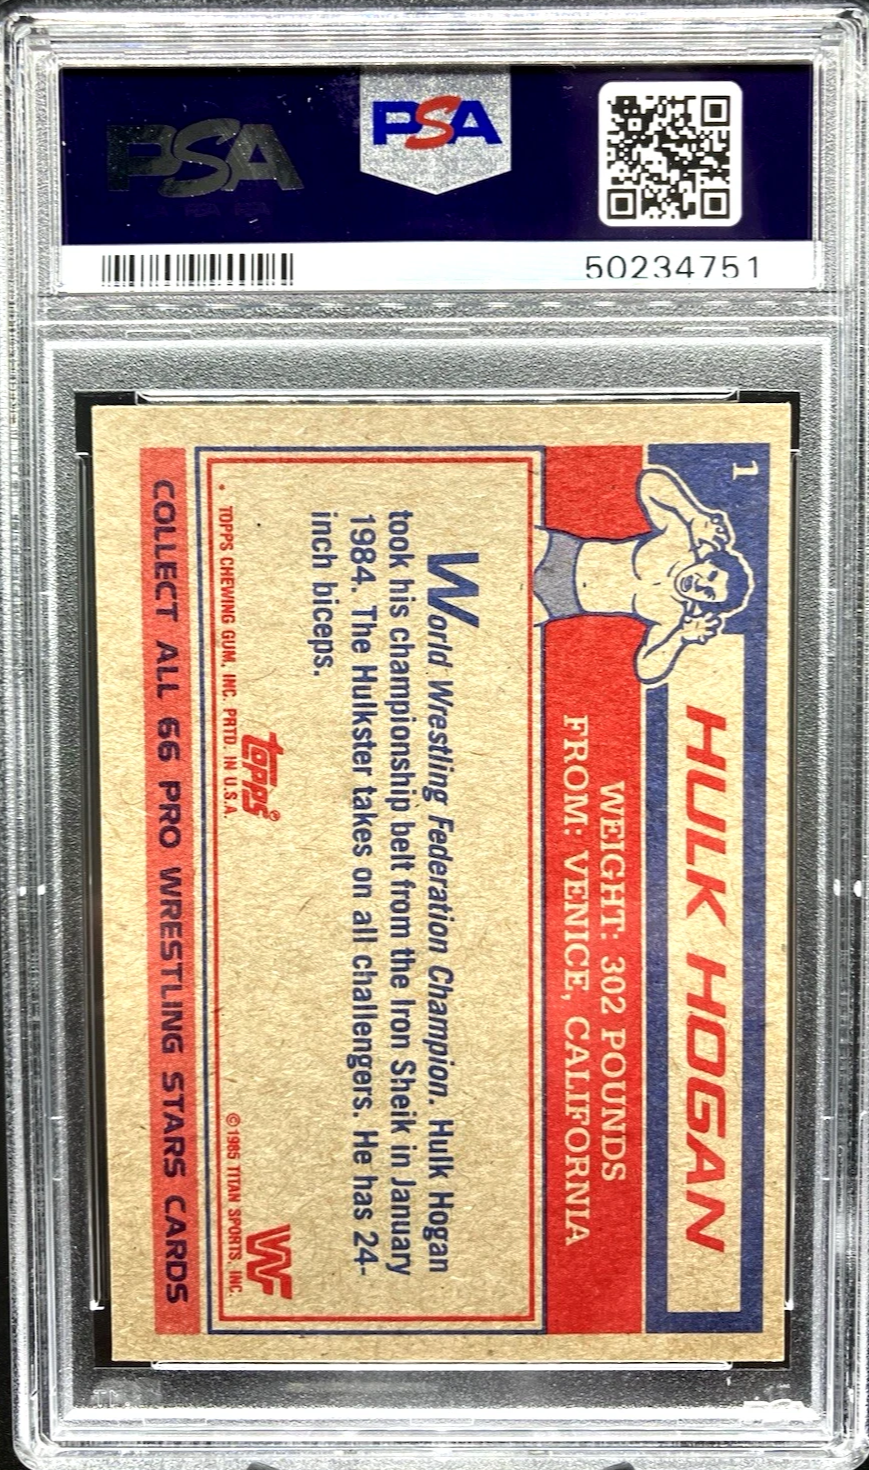 PSA
PSA
50234751
1
HULK HOGAN
WEIGHT: 302 POUNDS
FROM: VENICE, CALIFORNIA
World Wrestling Federation Champion. Hulk Hogan
took his championship belt from the Iron Sheik in January
1984. The Hulkster takes on all challengers. He has 24-
inch biceps.
topps®
WF
* TOPPS CHEWING GUM, INC. PRTD. IN U.S.A.
©1985 TITAN SPORTS, INC.
COLLECT ALL 66 PRO WRESTLING STARS CARDS